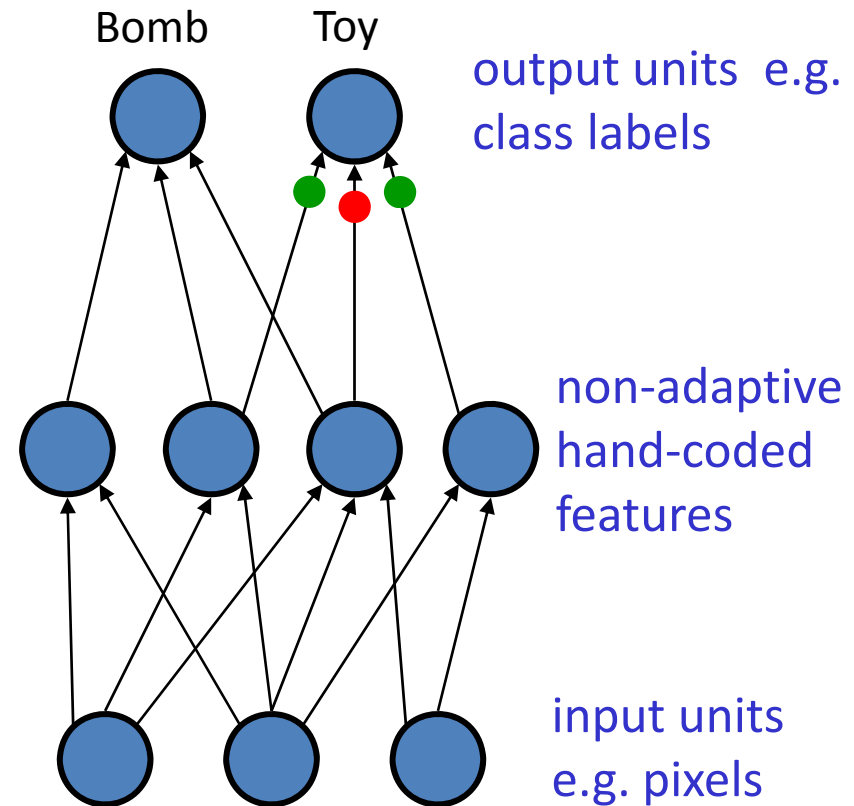 Bomb Toy
output units e.g.
class labels
non-adaptive
hand-coded
features
input units
e.g. pixels